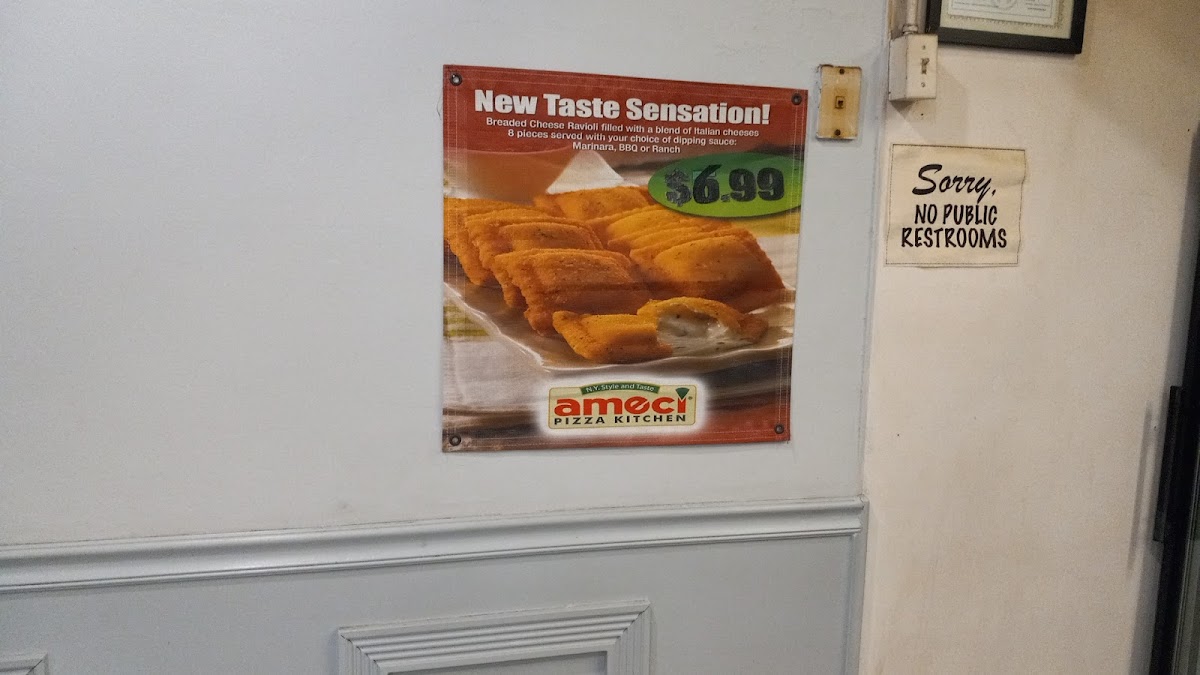 New Taste Sensation!
Breaded Cheese Ravioli filled with a blend of Italian cheeses
8 pieces served with your choice of dipping sauce:
Marinara, BBQ or Ranch
$6.99
N.Y. Style and Taste
ameci®
PIZZA KITCHEN
Sorry,
NO PUBLIC
RESTROOMS